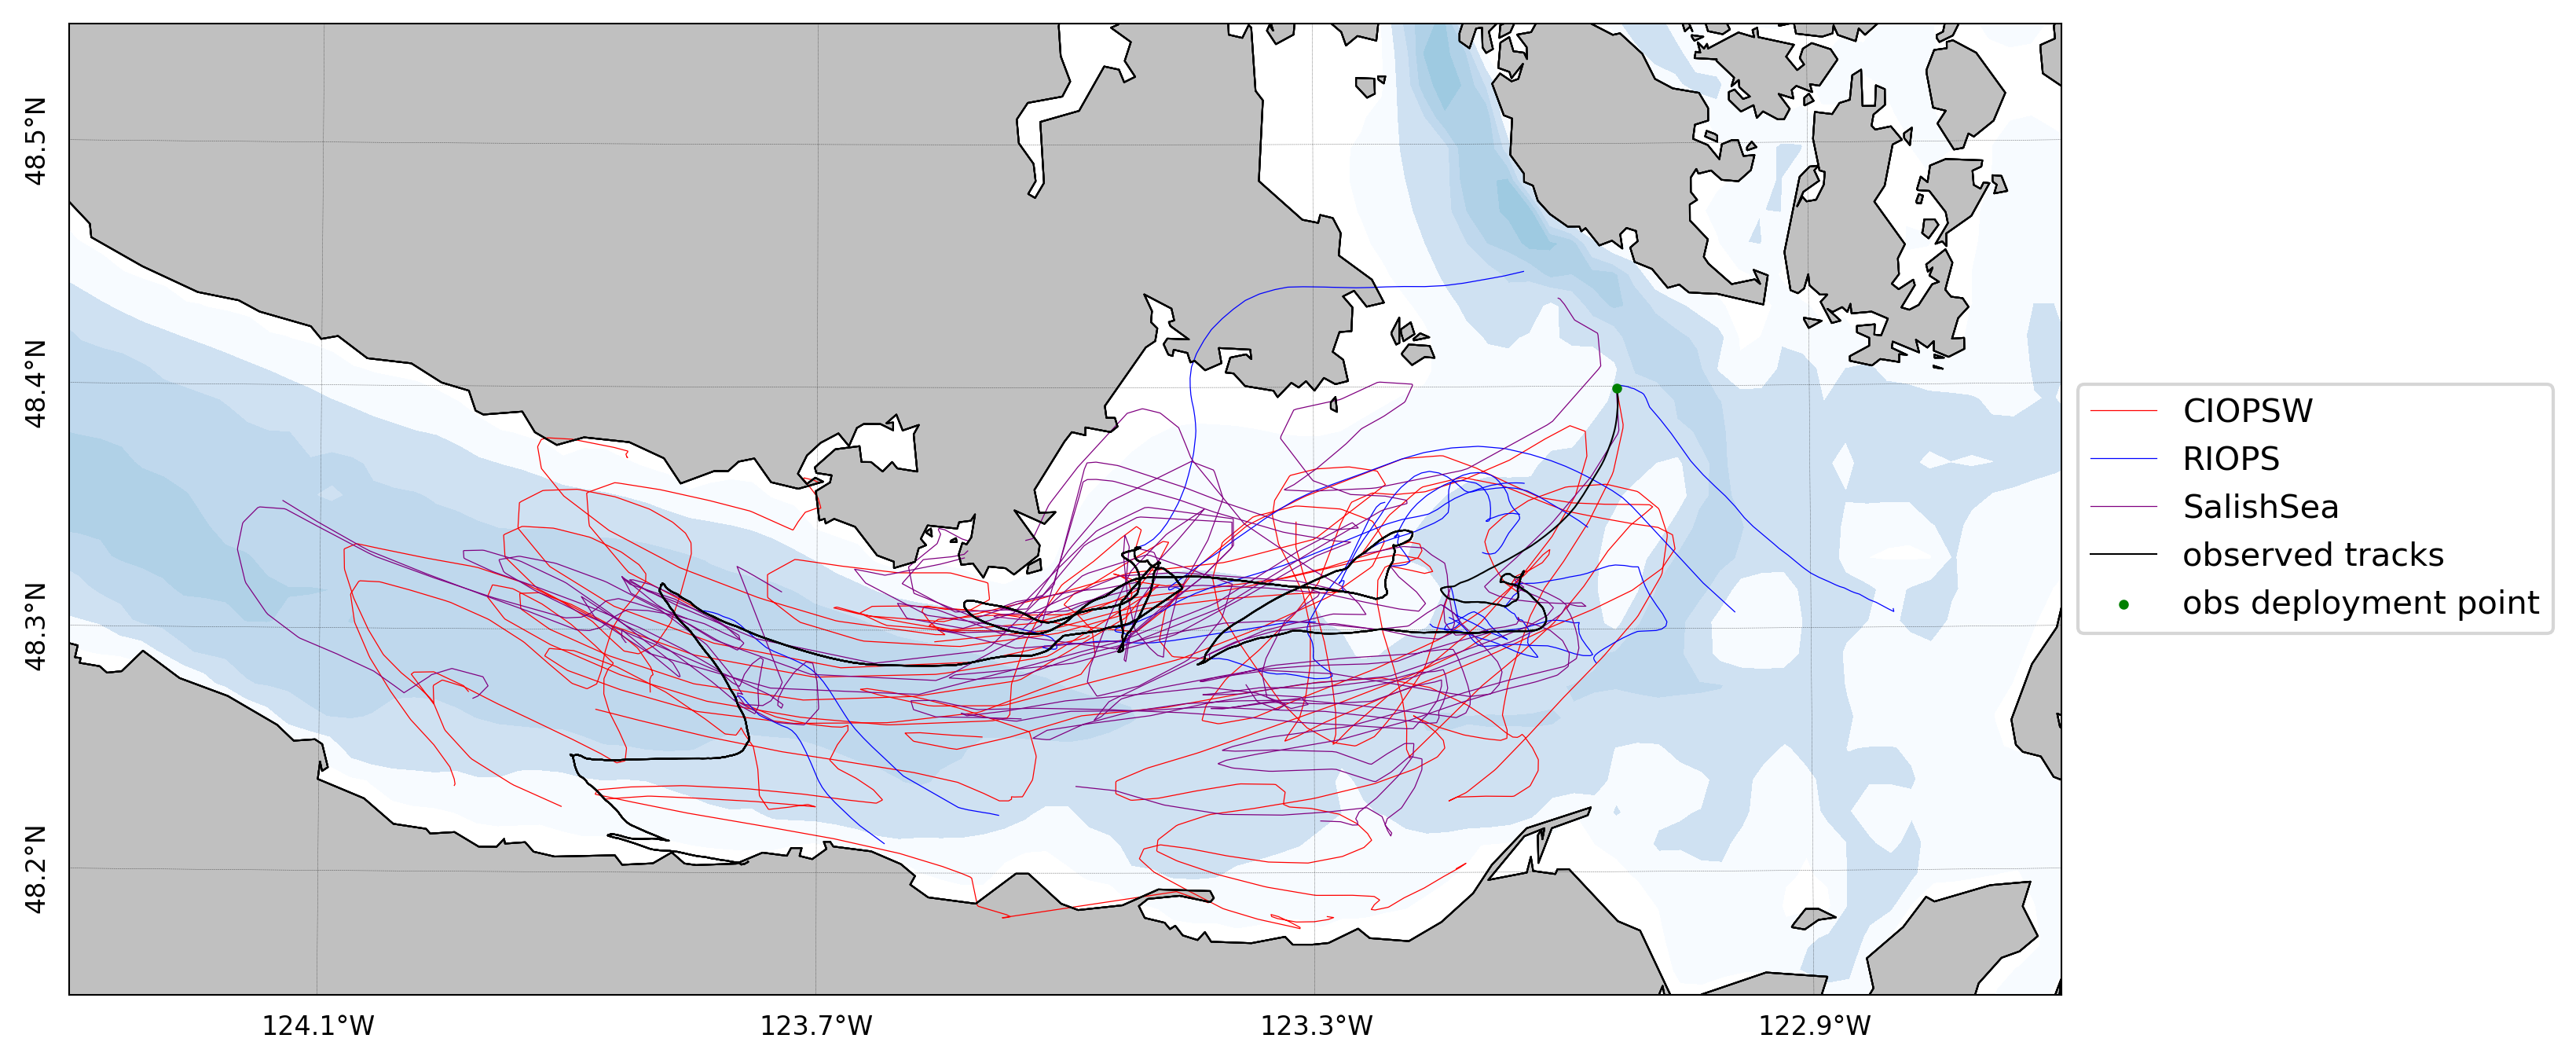 48.5°N
48.4°N
48.3°N
48.2°N
124.1°W
123.7°W
123.3°W
122.9°W
CIOPSW
RIOPS
SalishSea
observed tracks
obs deployment point